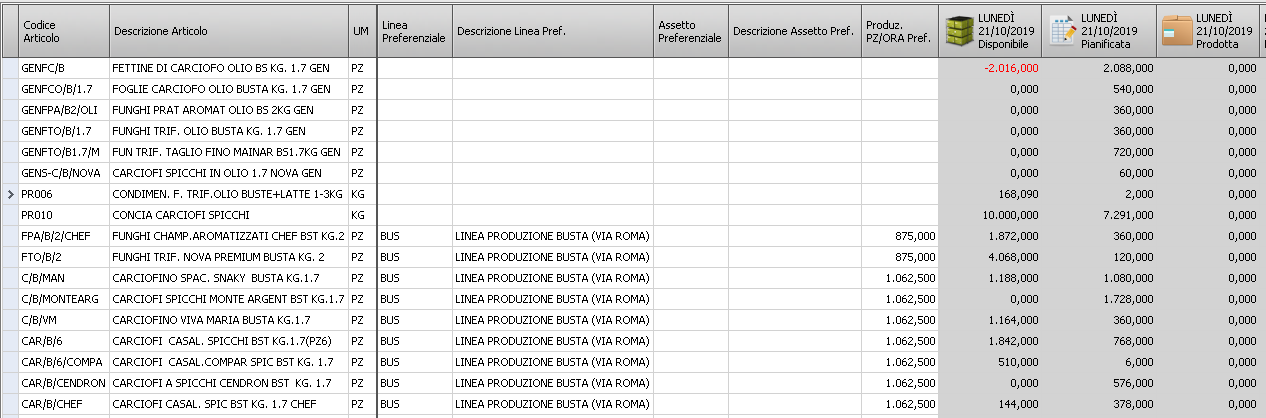 Codice Articolo Descrizione Articolo UM Linea Preferenziale Descrizione Linea Pref. Assetto Preferenziale Descrizione Assetto Pref. Produz. PZ/ORA Pref. LUNEDÌ 21/10/2019 Disponibile LUNEDÌ 21/10/2019 Pianificata LUNEDÌ 21/10/2019 Prodotta
GENFC/B FETTINE DI CARCIOFO OLIO BS KG. 1.7 GEN PZ -2.016,000 2.088,000 0,000
GENFCO/B/1.7 FOGLIE CARCIOFO OLIO BUSTA KG. 1.7 GEN PZ 0,000 540,000 0,000
GENFPA/B2/OLI FUNGHI PRAT AROMAT OLIO BS 2KG GEN PZ 0,000 360,000 0,000
GENFTO/B/1.7 FUNGHI TRIF. OLIO BUSTA KG. 1.7 GEN PZ 0,000 360,000 0,000
GENFTO/B1.7/M FUN TRIF. TAGLIO FINO MAINAR BS1.7KG GEN PZ 0,000 720,000 0,000
GENS-C/B/NOVA CARCIOFI SPICCHI IN OLIO 1.7 NOVA GEN PZ 0,000 60,000 0,000
PR006 CONDIMEN. F. TRIF.OLIO BUSTE+LATTE 1-3KG KG 168,090 2,000 0,000
PR010 CONCIA CARCIOFI SPICCHI KG 10.000,000 7.291,000 0,000
FPA/B/2/CHEF FUNGHI CHAMP.AROMATIZZATI CHEF BST KG.2 PZ BUS LINEA PRODUZIONE BUSTA (VIA ROMA) 875,000 1.872,000 360,000 0,000
FTO/B/2 FUNGHI TRIF. NOVA PREMIUM BUSTA KG. 2 PZ BUS LINEA PRODUZIONE BUSTA (VIA ROMA) 875,000 4.068,000 120,000 0,000
C/B/MAN CARCIOFINO SPAC. SNAKY BUSTA KG.1.7 PZ BUS LINEA PRODUZIONE BUSTA (VIA ROMA) 1.062,500 1.188,000 1.080,000 0,000
C/B/MONTEARG CARCIOFI SPICCHI MONTE ARGENT BST KG.1.7 PZ BUS LINEA PRODUZIONE BUSTA (VIA ROMA) 1.062,500 0,000 1.728,000 0,000
C/B/VM CARCIOFINO VIVA MARIA BUSTA KG.1.7 PZ BUS LINEA PRODUZIONE BUSTA (VIA ROMA) 1.062,500 1.164,000 360,000 0,000
CAR/B/6 CARCIOFI CASAL. SPICCHI BST KG.1.7(PZ6) PZ BUS LINEA PRODUZIONE BUSTA (VIA ROMA) 1.062,500 1.842,000 768,000 0,000
CAR/B/6/COMPA CARCIOFI CASAL.COMPAR SPIC BST KG. 1.7 PZ BUS LINEA PRODUZIONE BUSTA (VIA ROMA) 1.062,500 510,000 6,000 0,000
CAR/B/CENDRON CARCIOFI A SPICCHI CENDRON BST KG. 1.7 PZ BUS LINEA PRODUZIONE BUSTA (VIA ROMA) 1.062,500 0,000 576,000 0,000
CAR/B/CHEF CARCIOFI CASAL. SPIC BST KG. 1.7 CHEF PZ BUS LINEA PRODUZIONE BUSTA (VIA ROMA) 1.062,500 144,000 378,000 0,000